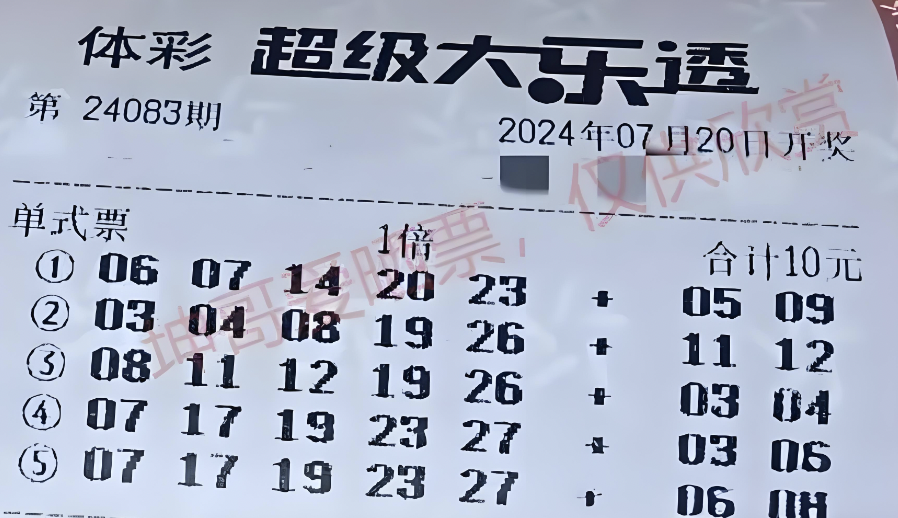 体彩 超级大乐透
第 24083期
2024年07月20日开奖
单式票 1倍 合计10元
① 06 07 14 20 23 + 05 09
② 03 04 08 19 26 + 11 12
③ 08 11 12 19 26 + 03 04
④ 07 17 19 23 27 + 03 06
⑤ 07 17 19 23 27 + 06 08
坤哥爱晒票，仅供欣赏